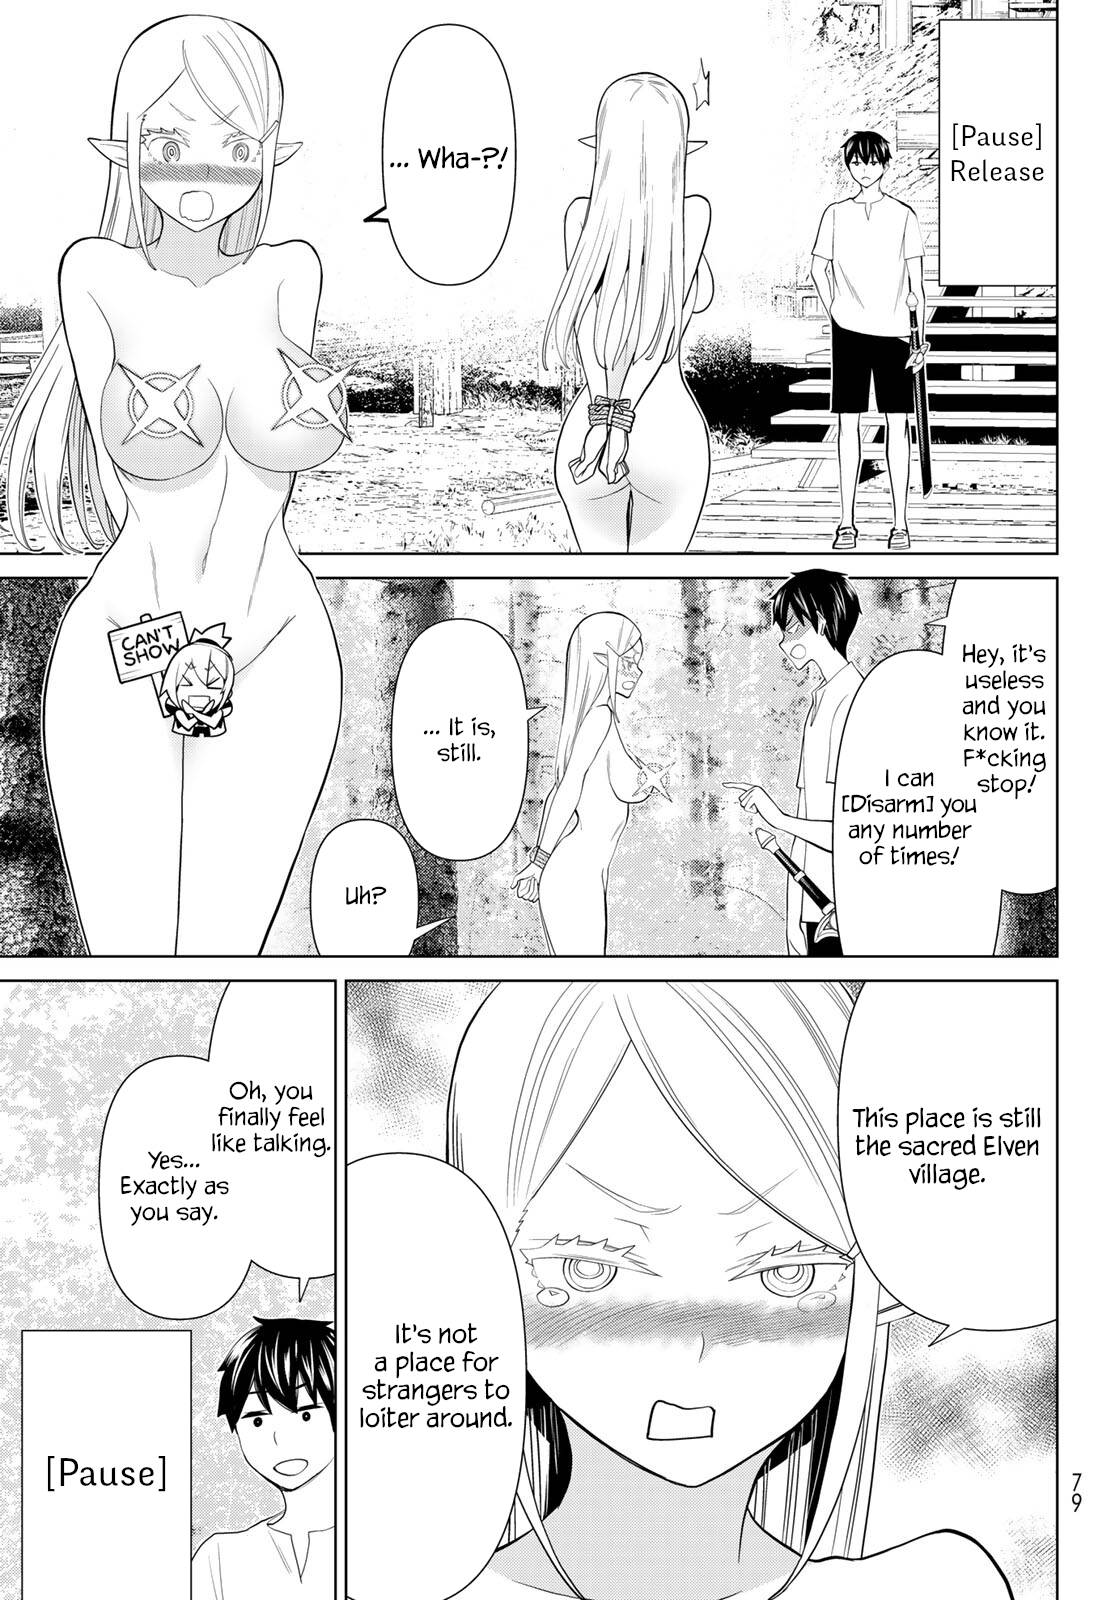 [Pause]
Release
... Wha-?!
CAN'T
SHOW
Hey, it's
useless
and you
know it.
F*cking
stop!
I can
[Disarm] you
any number
of times!
... It is,
still.
Uh?
This place is still
the sacred Elven
village.
It's not
a place for
strangers to
loiter around.
Oh, you
finally feel
like talking.
Yes...
Exactly as
you say.
[Pause]
79